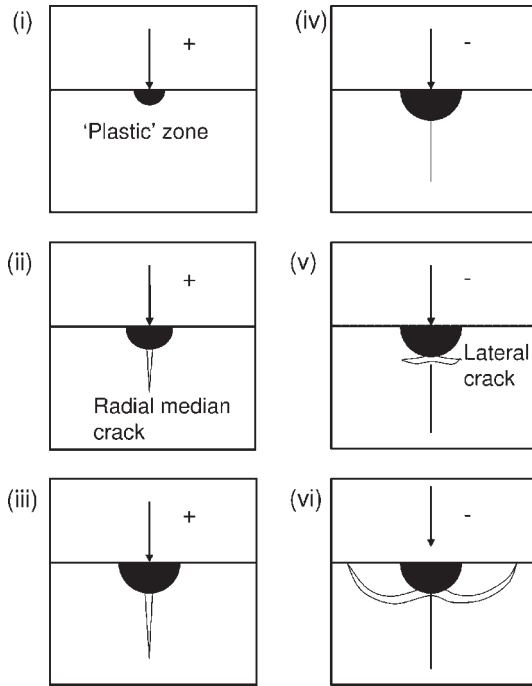 (i)
+
'Plastic' zone
(ii)
+
Radial median
crack
(iii)
+
(iv)
-
(v)
-
Lateral
crack
(vi)
-